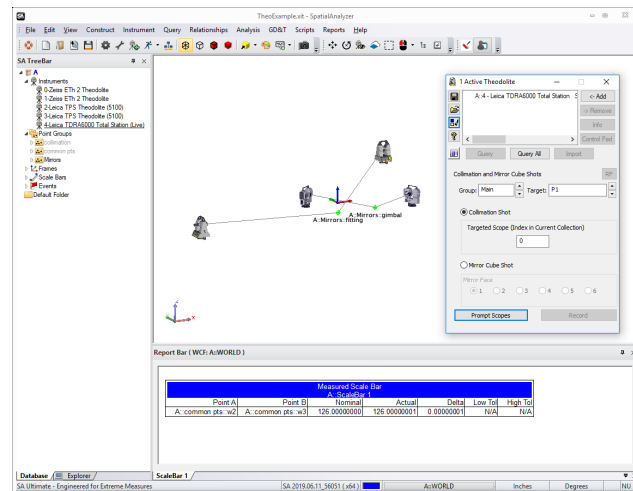 TheoExample.xit - SpatialAnalyzer
File Edit View Construct Instrument Query Relationships Analysis GD&T Scripts Reports Help
SA TreeBar
A
Instruments
0-Zeiss ETh 2 Theodolite
1-Zeiss ETh 2 Theodolite
2-Leica TPS Theodolite (5100)
3-Leica TPS Theodolite (5100)
4-Leica TDRA6000 Total Station (Live)
Point Groups
collimation
common pts
Mirrors
Frames
Scale Bars
Events
Default Folder
A::Mirrors::gimbal
A::Mirrors::fitting
Z
X
1 Active Theodolite
A::4 - Leica TDRA6000 Total Station S
<- Add
-> Remove
Info
Control Pad
Query Query All Import
Collimation and Mirror Cube Shots
RP
Group: Main Target: P1
Collimation Shot
Targeted Scope (Index in Current Collection)
0
Mirror Cube Shot
Mirror Face
1 2 3 4 5 6
Prompt Scopes Record
Report Bar ( WCF: A::WORLD )
Measured Scale Bar
A::ScaleBar 1
Point A Point B Nominal Actual Delta Low Tol High Tol
A::common pts::w2 A::common pts::w3 126.00000000 126.00000001 0.00000001 N/A N/A
Database Explorer
ScaleBar 1
SA Ultimate - Engineered for Extreme Measures SA 2019.06.11_56051 ( x64 ) A::WORLD Inches Degrees NU